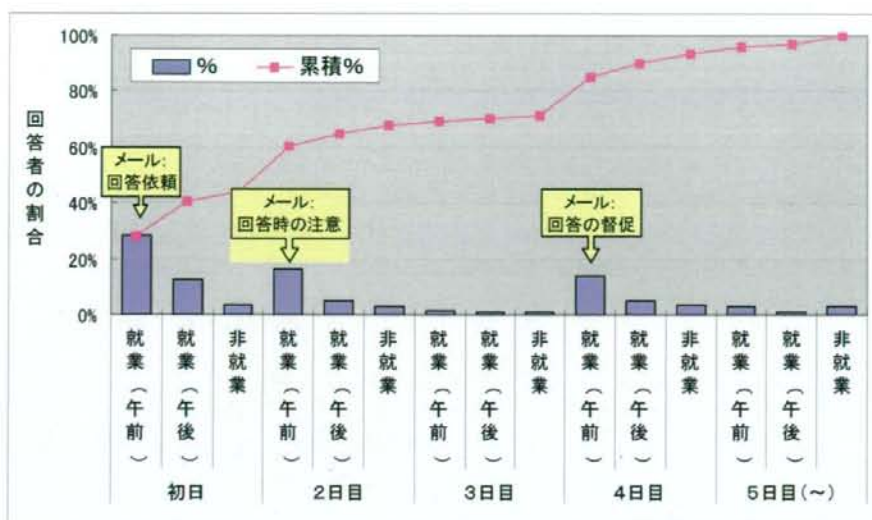 100%
80%
60%
40%
20%
0%
回答者の割合
% 累積%
メール:
回答依頼
メール:
回答時の注意
メール:
回答の督促
就業(午前) 就業(午後) 非就業 就業(午前) 就業(午後) 非就業 就業(午前) 就業(午後) 非就業 就業(午前) 就業(午後) 非就業 就業(午前) 就業(午後) 非就業
初日 2日目 3日目 4日目 5日目(~)